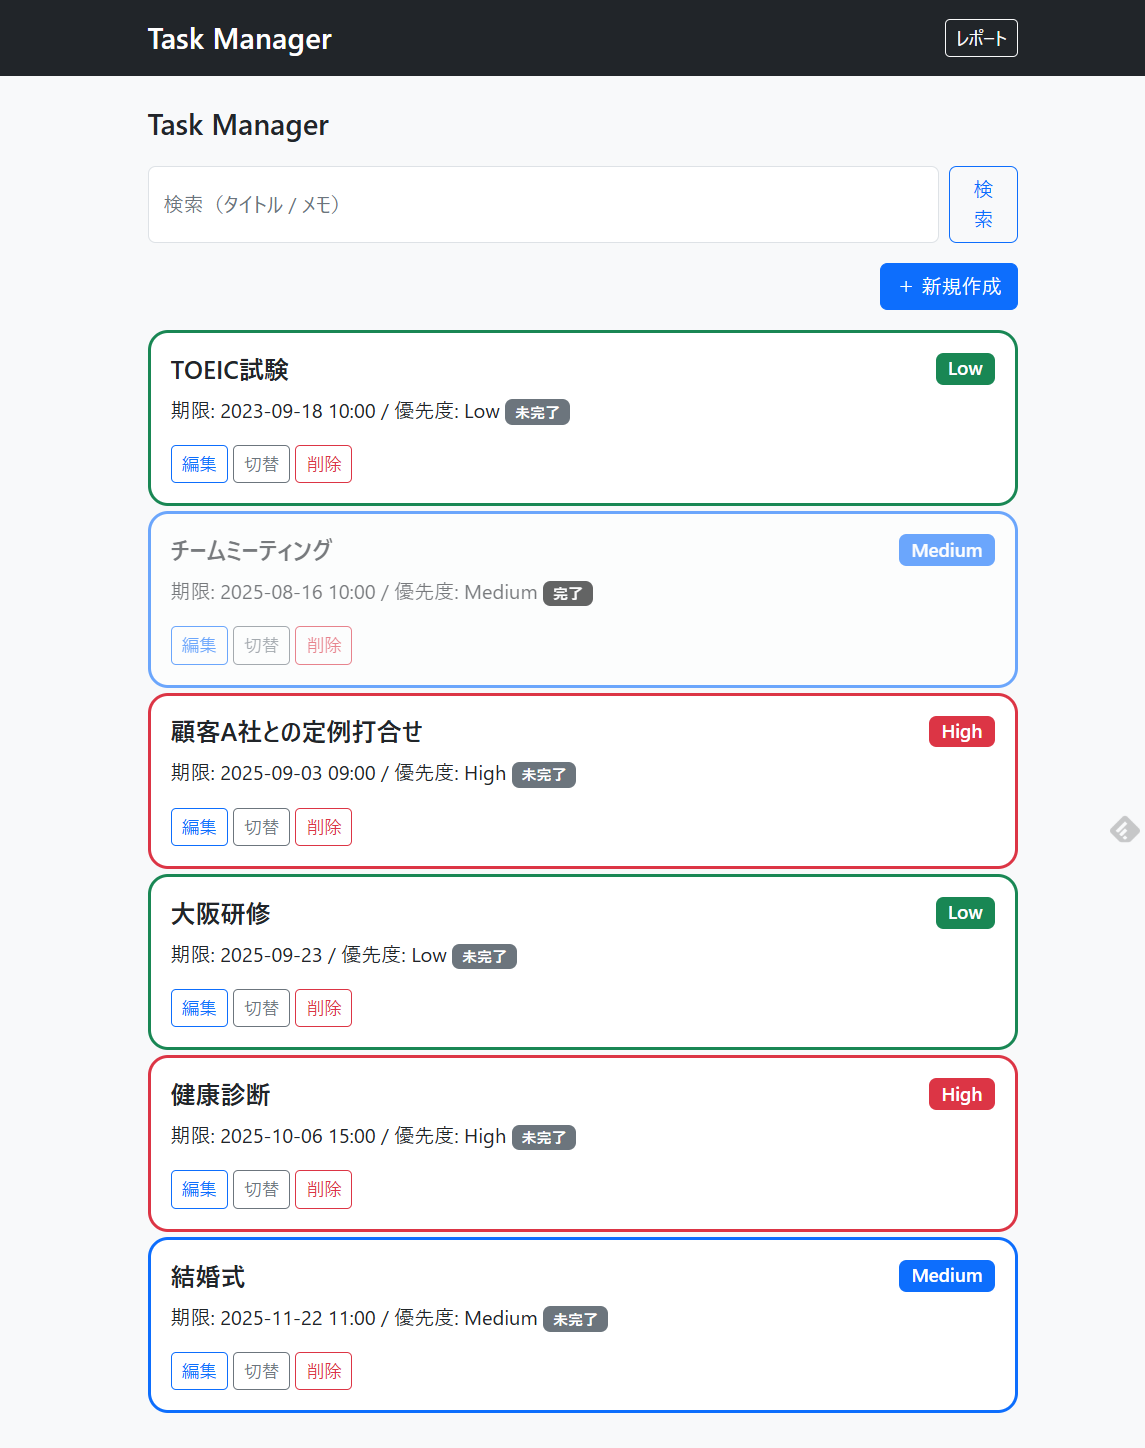 Task Manager
レポート
Task Manager
検索（タイトル / メモ）
検
索
＋ 新規作成
TOEIC試験
Low
期限: 2023-09-18 10:00 / 優先度: Low 未完了
編集 切替 削除
チームミーティング
Medium
期限: 2025-08-16 10:00 / 優先度: Medium 完了
編集 切替 削除
顧客A社との定例打合せ
High
期限: 2025-09-03 09:00 / 優先度: High 未完了
編集 切替 削除
大阪研修
Low
期限: 2025-09-23 / 優先度: Low 未完了
編集 切替 削除
健康診断
High
期限: 2025-10-06 15:00 / 優先度: High 未完了
編集 切替 削除
結婚式
Medium
期限: 2025-11-22 11:00 / 優先度: Medium 未完了
編集 切替 削除